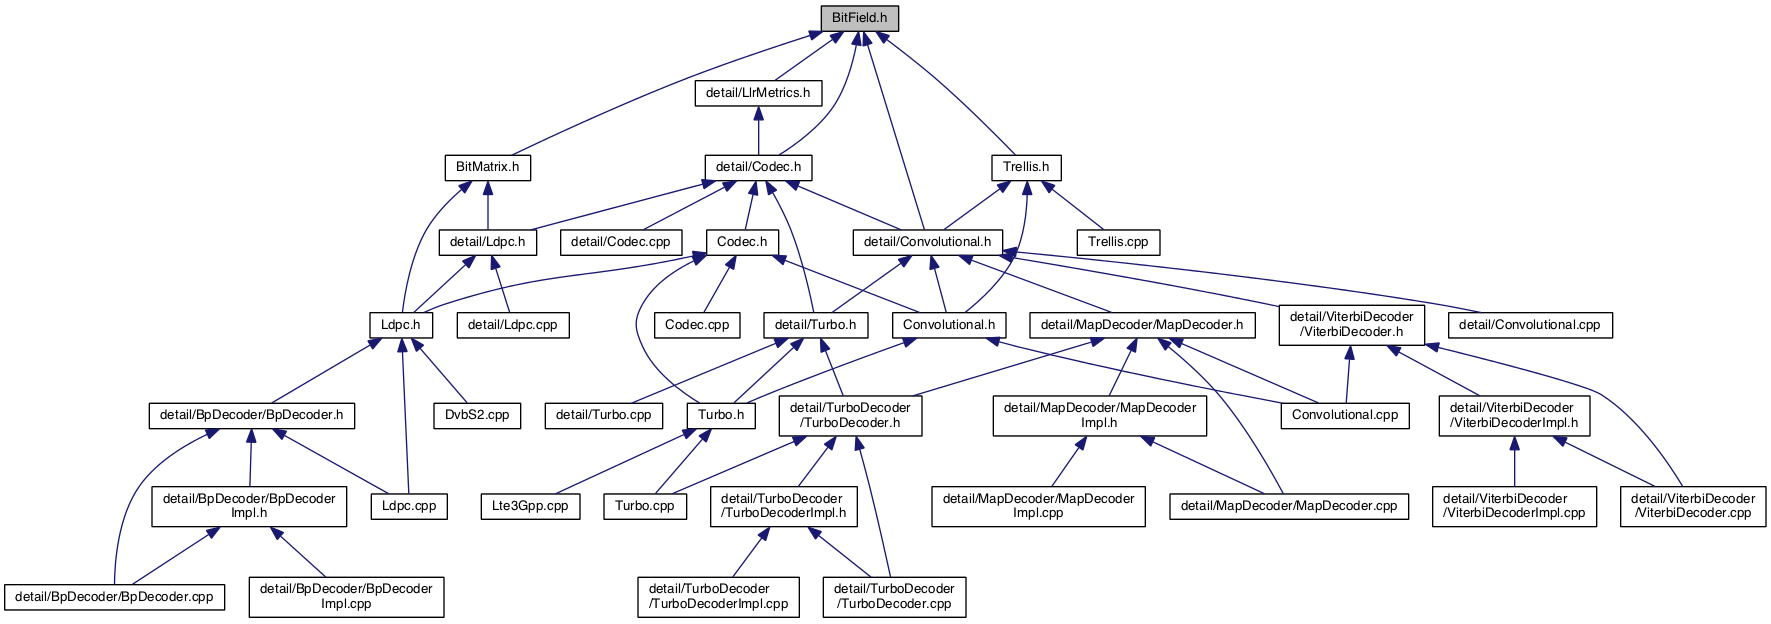 BitField.h
detail/LlrMetrics.h
BitMatrix.h
detail/Codec.h
Trellis.h
detail/Ldpc.h
detail/Codec.cpp
Codec.h
detail/Convolutional.h
Trellis.cpp
Ldpc.h
detail/Ldpc.cpp
Codec.cpp
detail/Turbo.h
Convolutional.h
detail/MapDecoder/MapDecoder.h
detail/ViterbiDecoder
/ViterbiDecoder.h
detail/Convolutional.cpp
detail/BpDecoder/BpDecoder.h
DvbS2.cpp
detail/Turbo.cpp
Turbo.h
detail/TurboDecoder
/TurboDecoder.h
detail/MapDecoder/MapDecoder
Impl.h
Convolutional.cpp
detail/ViterbiDecoder
/ViterbiDecoderImpl.h
detail/BpDecoder/BpDecoder
Impl.h
Ldpc.cpp
Lte3Gpp.cpp
Turbo.cpp
detail/TurboDecoder
/TurboDecoderImpl.h
detail/MapDecoder/MapDecoder
Impl.cpp
detail/MapDecoder/MapDecoder.cpp
detail/ViterbiDecoder
/ViterbiDecoderImpl.cpp
detail/ViterbiDecoder
/ViterbiDecoder.cpp
detail/BpDecoder/BpDecoder.cpp
detail/BpDecoder/BpDecoder
Impl.cpp
detail/TurboDecoder
/TurboDecoderImpl.cpp
detail/TurboDecoder
/TurboDecoder.cpp